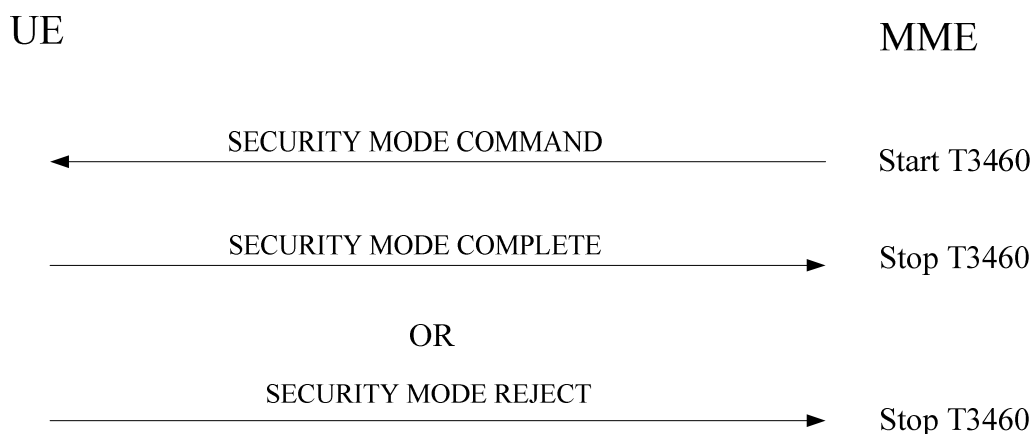 UE
MME
SECURITY MODE COMMAND
Start T3460
SECURITY MODE COMPLETE
Stop T3460
OR
SECURITY MODE REJECT
Stop T3460